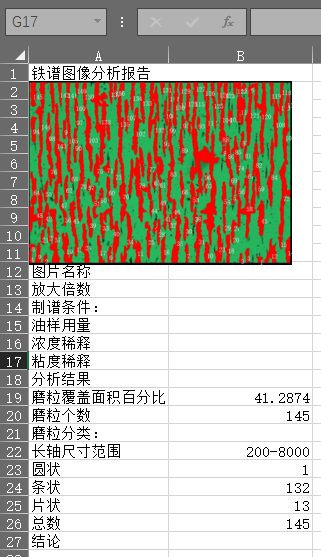 G17
fx
A B
1 铁谱图像分析报告
2
3
4
5
6
7
8
9
10
11
12 图片名称
13 放大倍数
14 制谱条件:
15 油样用量
16 浓度稀释
17 粘度稀释
18 分析结果
19 磨粒覆盖面积百分比 41.2874
20 磨粒个数 145
21 磨粒分类:
22 长轴尺寸范围 200-8000
23 圆状 1
24 条状 132
25 片状 13
26 总数 145
27 结论